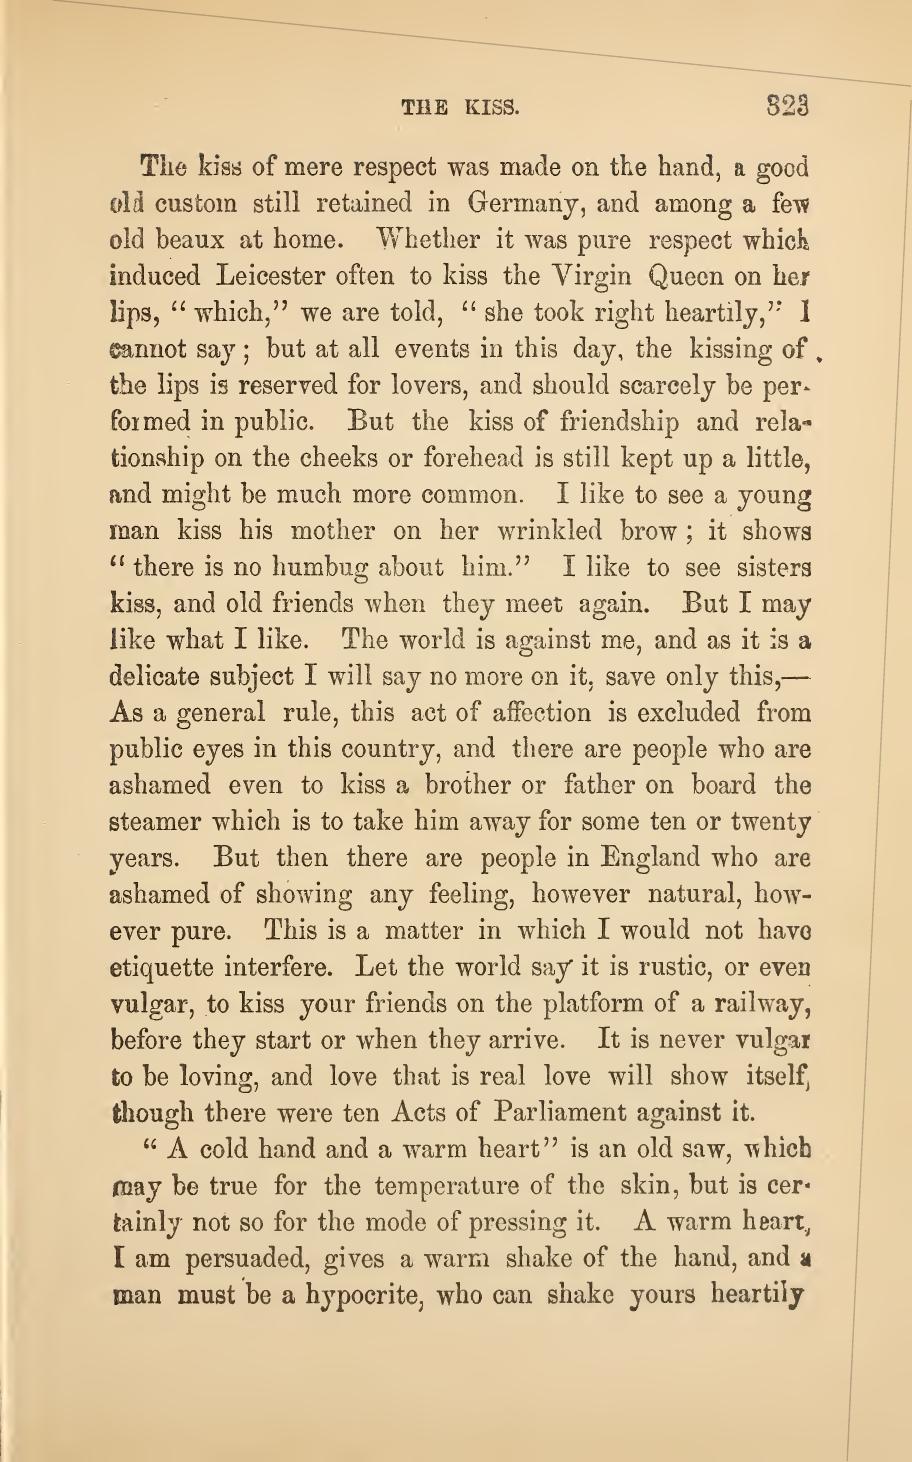 THE KISS. 323
The kiss of mere respect was made on the hand, a good
old custom still retained in Germany, and among a few
old beaux at home. Whether it was pure respect which
induced Leicester often to kiss the Virgin Queen on her
lips, “ which,” we are told, “ she took right heartily,” I
cannot say ; but at all events in this day, the kissing of
the lips is reserved for lovers, and should scarcely be per-
formed in public. But the kiss of friendship and rela-
tionship on the cheeks or forehead is still kept up a little,
and might be much more common. I like to see a young
man kiss his mother on her wrinkled brow ; it shows
“ there is no humbug about him.” I like to see sisters
kiss, and old friends when they meet again. But I may
like what I like. The world is against me, and as it is a
delicate subject I will say no more on it, save only this,—
As a general rule, this act of affection is excluded from
public eyes in this country, and there are people who are
ashamed even to kiss a brother or father on board the
steamer which is to take him away for some ten or twenty
years. But then there are people in England who are
ashamed of showing any feeling, however natural, how-
ever pure. This is a matter in which I would not have
etiquette interfere. Let the world say it is rustic, or even
vulgar, to kiss your friends on the platform of a railway,
before they start or when they arrive. It is never vulgar
to be loving, and love that is real love will show itself,
though there were ten Acts of Parliament against it.
“ A cold hand and a warm heart” is an old saw, which
may be true for the temperature of the skin, but is cer-
tainly not so for the mode of pressing it. A warm heart,
I am persuaded, gives a warm shake of the hand, and a
man must be a hypocrite, who can shake yours heartily